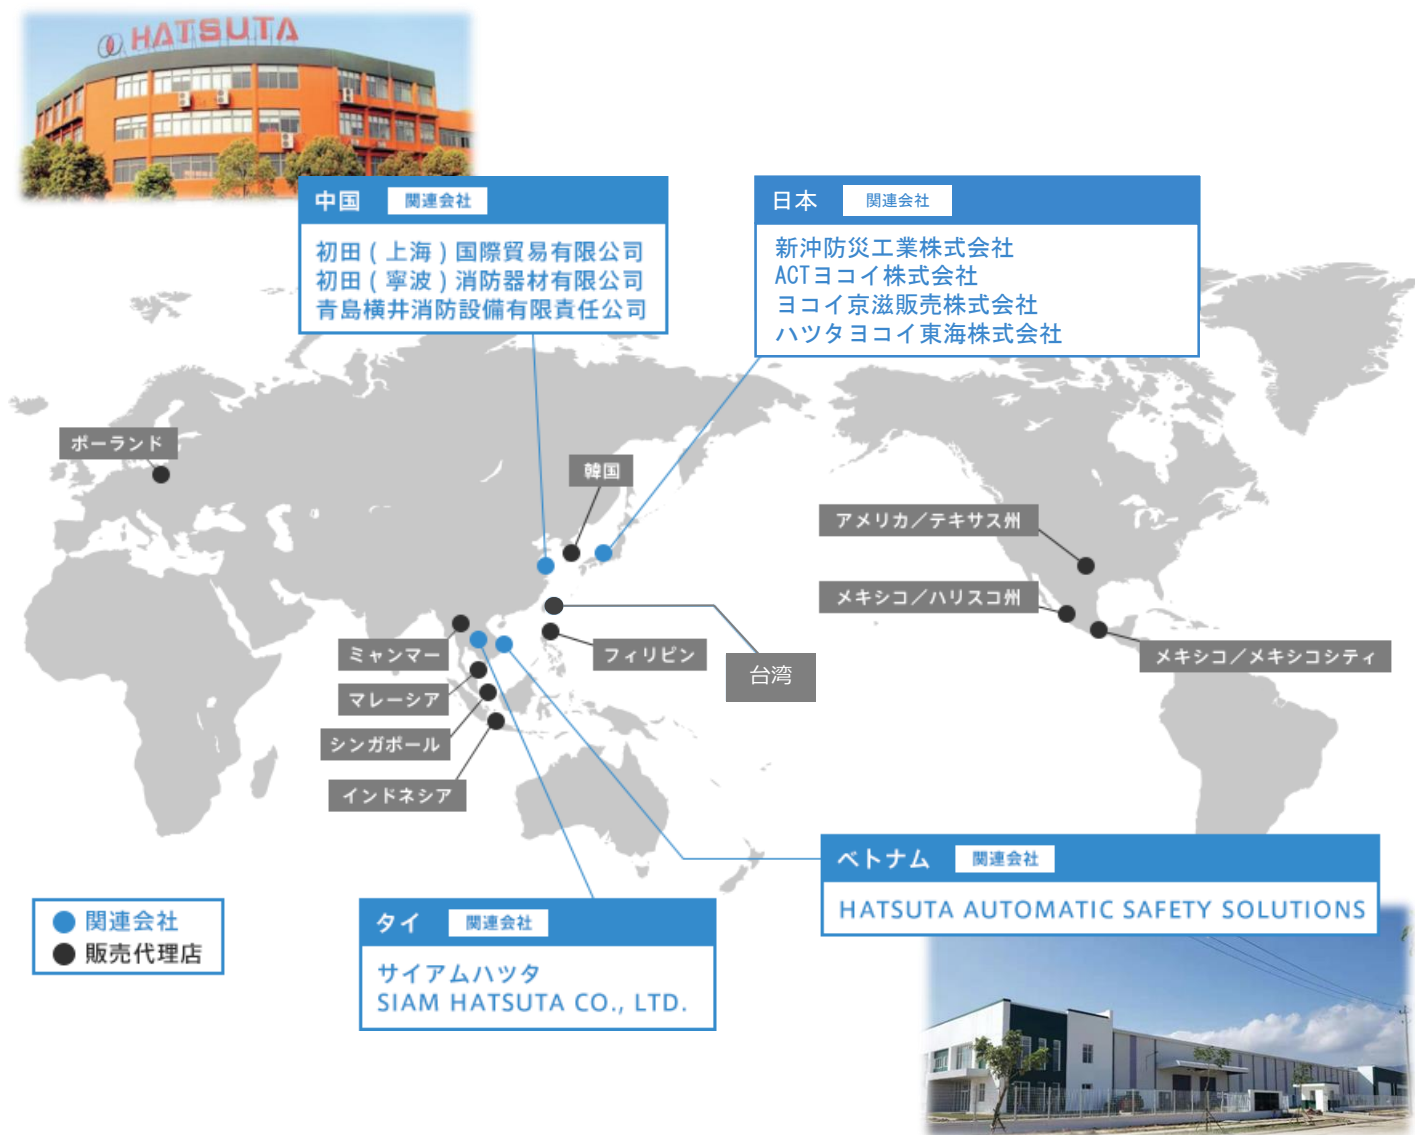 HATSUTA
中国 関連会社
初田(上海)国際貿易有限公司
初田(寧波)消防器材有限公司
青島横井消防設備有限責任公司
日本 関連会社
新沖防災工業株式会社
ACTヨコイ株式会社
ヨコイ京滋販売株式会社
ハツタヨコイ東海株式会社
ポーランド
韓国
アメリカ/テキサス州
メキシコ/ハリスコ州
メキシコ/メキシコシティ
ミャンマー
フィリピン
台湾
マレーシア
シンガポール
インドネシア
ベトナム 関連会社
HATSUTA AUTOMATIC SAFETY SOLUTIONS
関連会社
販売代理店
タイ 関連会社
サイアムハツタ
SIAM HATSUTA CO., LTD.